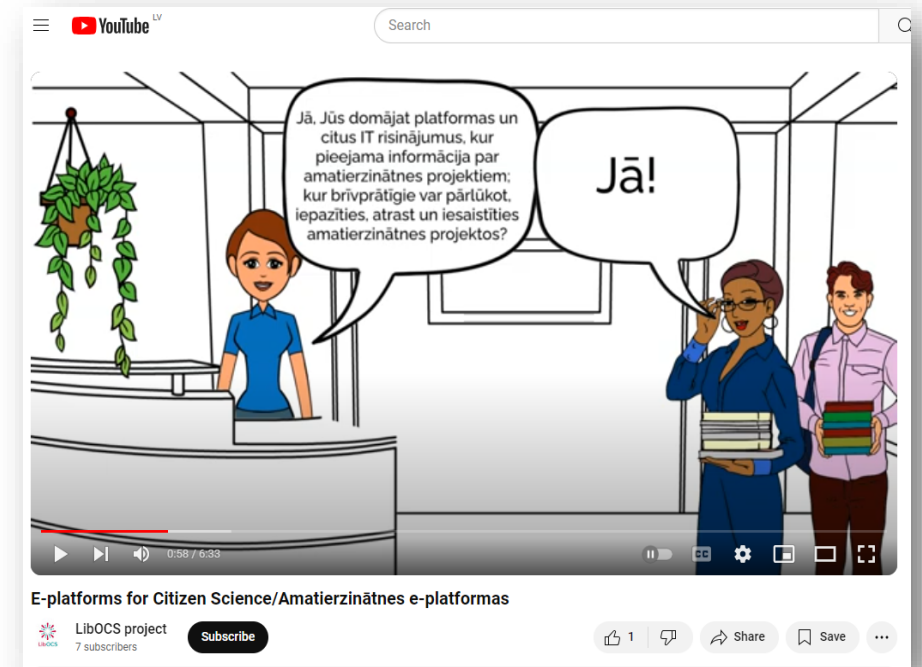 YouTube LV
Search
Jā, Jūs domājat platformas un
citus IT risinājumus, kur
pieejama informācija par
amatierzinātnes projektiem;
kur brīvprātīgie var pārlūkot,
iepazīties, atrast un iesaistīties
amatierzinātnes projektos?
Jā!
0:58 / 6:33
CC
E-platforms for Citizen Science/Amatierzinātnes e-platformas
LibOCS
LibOCS project
7 subscribers
Subscribe
1
Share
Save